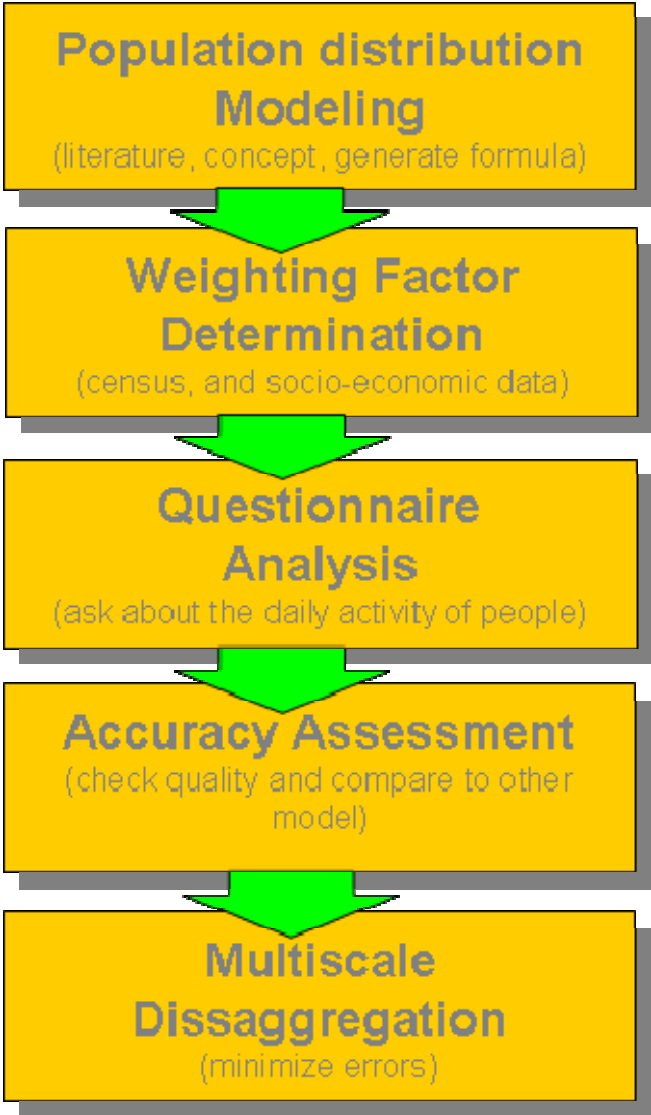 Population distribution
Modeling
(literature, concept, generate formula)
Weighting Factor
Determination
(census, and socio-economic data)
Questionnaire
Analysis
(ask about the daily activity of people)
Accuracy Assessment
(check quality and compare to other
model)
Multiscale
Dissaggregation
(minimize errors)